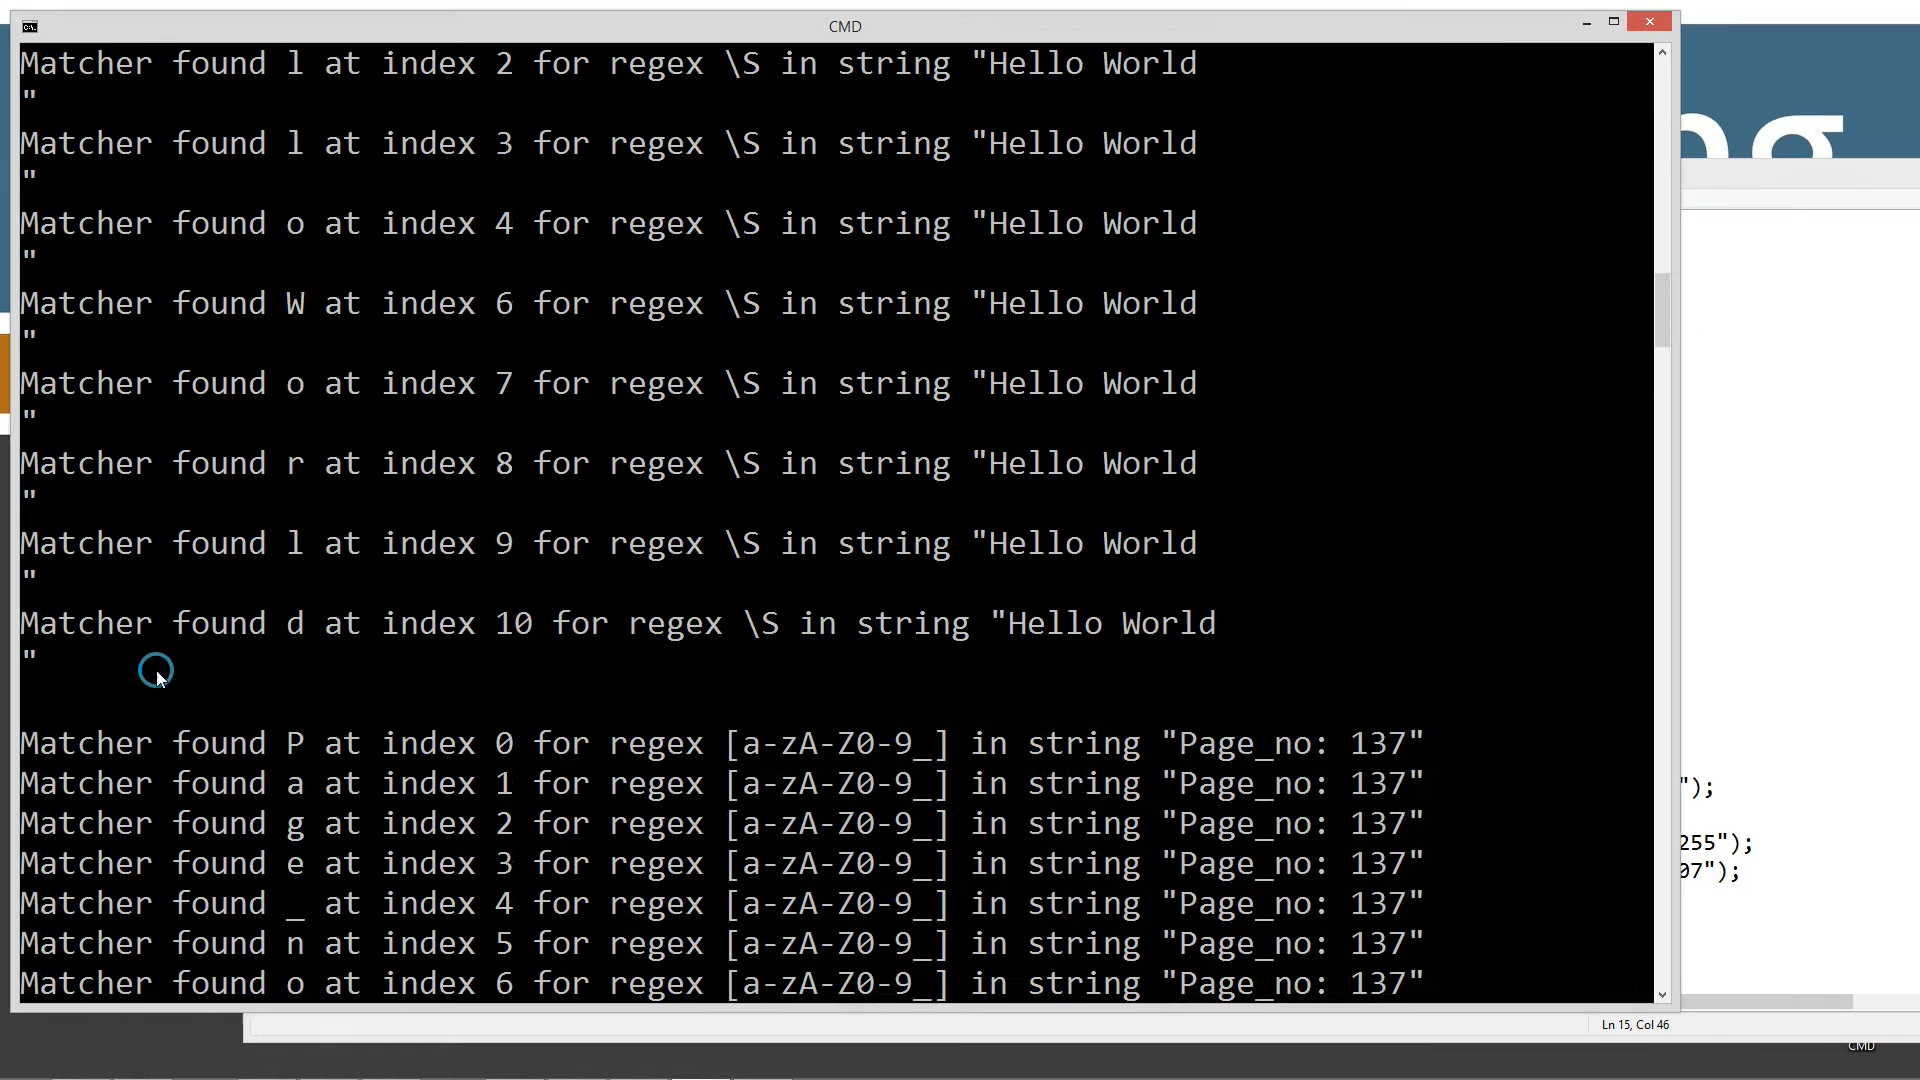 CMD
Matcher found l at index 2 for regex \S in string "Hello World
"
Matcher found l at index 3 for regex \S in string "Hello World
"
Matcher found o at index 4 for regex \S in string "Hello World
"
Matcher found W at index 6 for regex \S in string "Hello World
"
Matcher found o at index 7 for regex \S in string "Hello World
"
Matcher found r at index 8 for regex \S in string "Hello World
"
Matcher found l at index 9 for regex \S in string "Hello World
"
Matcher found d at index 10 for regex \S in string "Hello World
"
Matcher found P at index 0 for regex [a-zA-Z0-9_] in string "Page_no: 137"
Matcher found a at index 1 for regex [a-zA-Z0-9_] in string "Page_no: 137"
Matcher found g at index 2 for regex [a-zA-Z0-9_] in string "Page_no: 137"
Matcher found e at index 3 for regex [a-zA-Z0-9_] in string "Page_no: 137"
Matcher found _ at index 4 for regex [a-zA-Z0-9_] in string "Page_no: 137"
Matcher found n at index 5 for regex [a-zA-Z0-9_] in string "Page_no: 137"
Matcher found o at index 6 for regex [a-zA-Z0-9_] in string "Page_no: 137"
");
255");
07");
Ln 15, Col 46
CMD